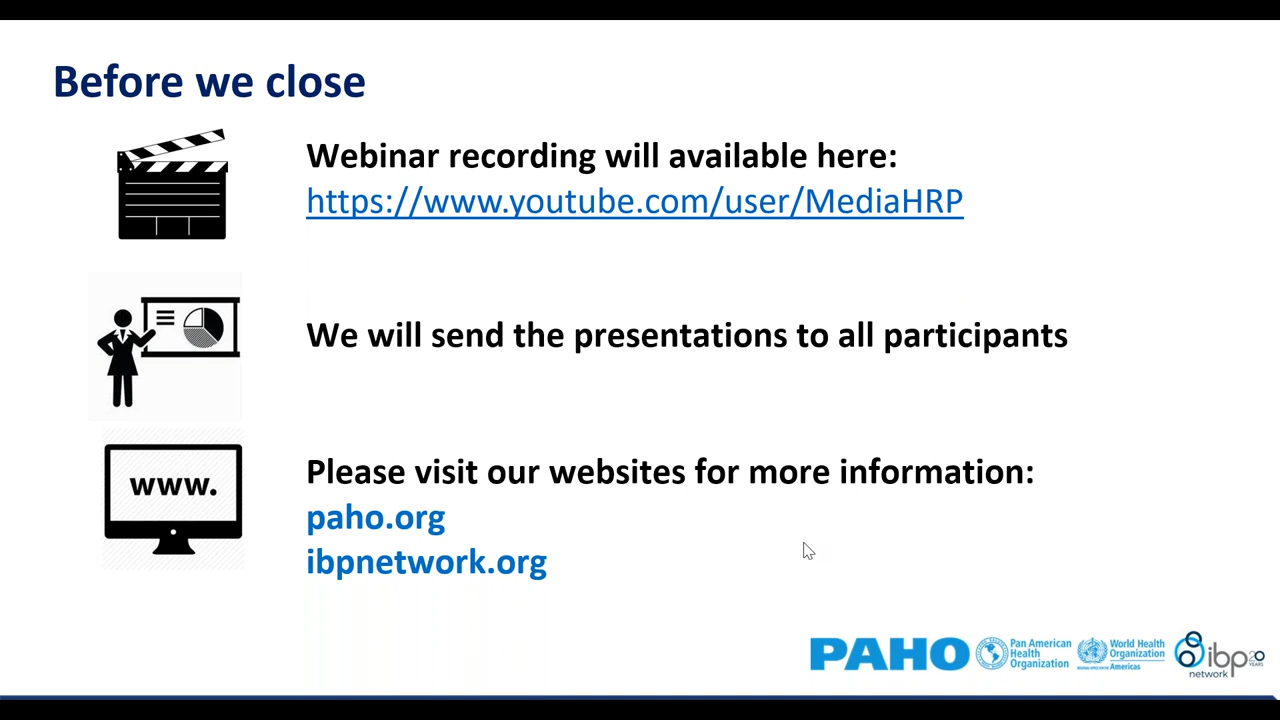 Before we close
Webinar recording will available here:
https://www.youtube.com/user/MediaHRP
We will send the presentations to all participants
www.
Please visit our websites for more information:
paho.org
ibpnetwork.org
PAHO
Pan American
Health
Organization
World Health
Organization
Americas
ibp
20
YEARS
network